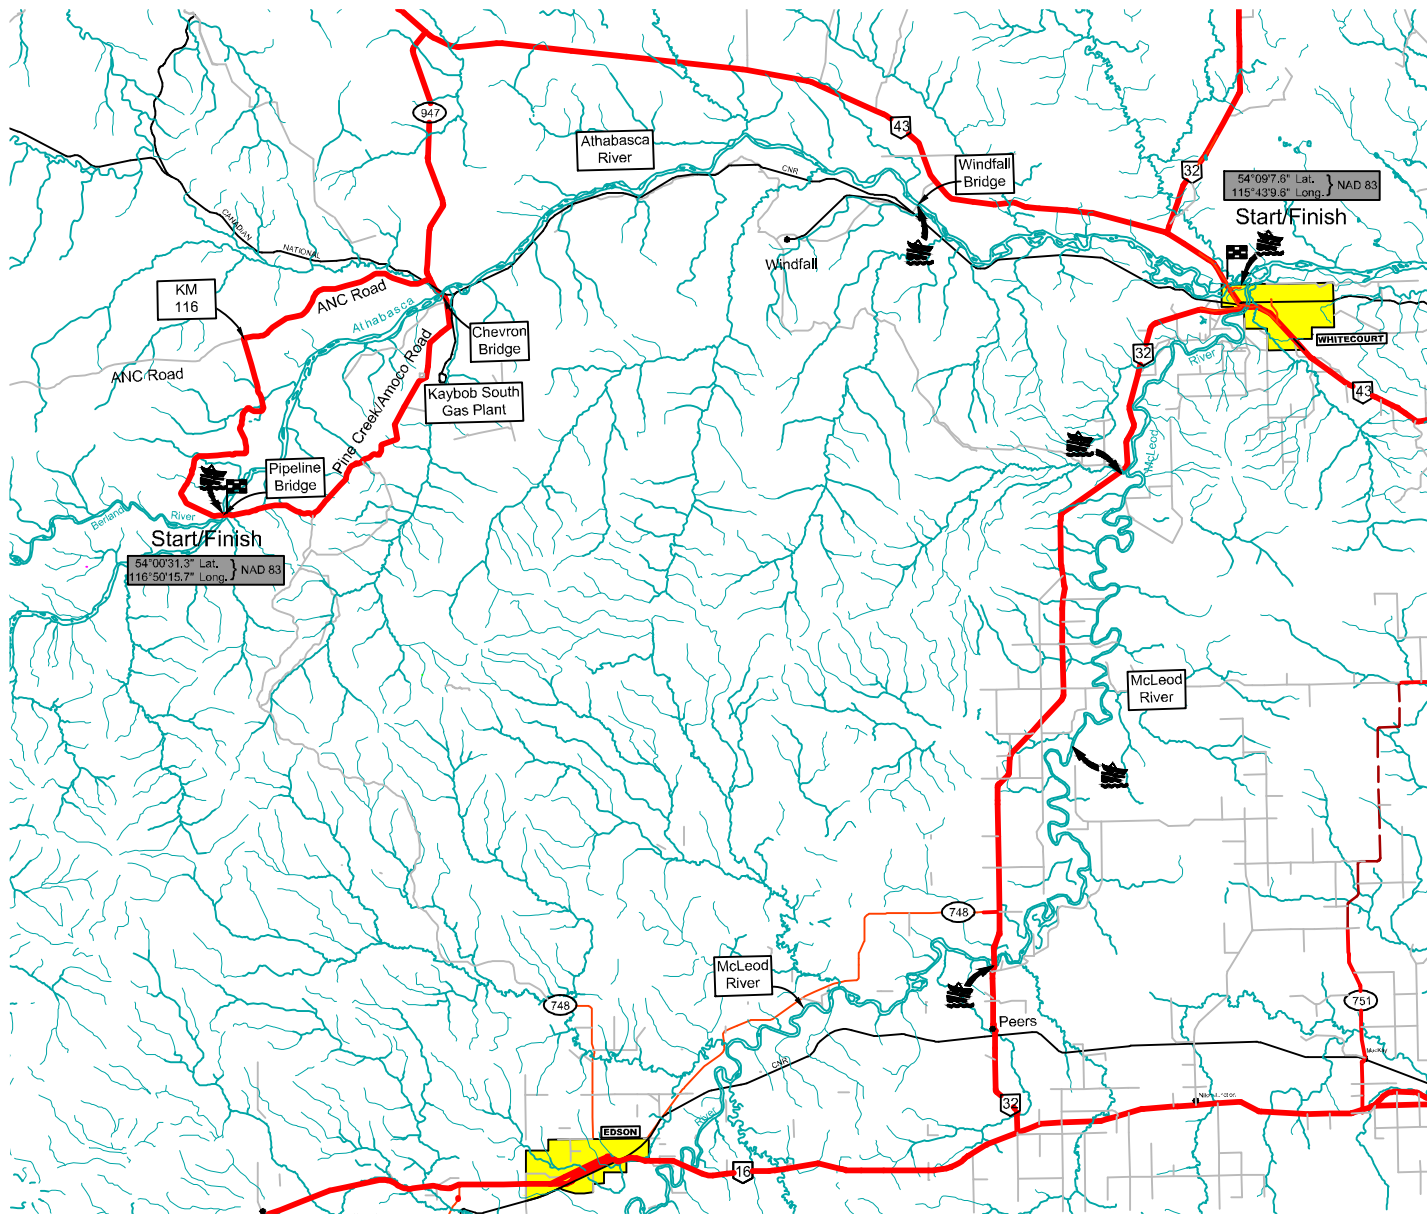 947
43
32
Athabasca
River
Windfall
Bridge
CNR
54°09'7.6" Lat.
115°43'9.6" Long. } NAD 83
Start/Finish
CANADIAN
NATIONAL
Windfall
KM
116
ANC Road
Athabasca
Chevron
Bridge
WHITECOURT
River
32
ANC Road
Pine Creek/Amoco Road
Kaybob South
Gas Plant
43
McLeod
Pipeline
Bridge
Berland
River
Start/Finish
54°00'31.3" Lat.
116°50'15.7" Long. } NAD 83
McLeod
River
748
McLeod
River
748
751
Peers
CNR
River
32
EDSON
16